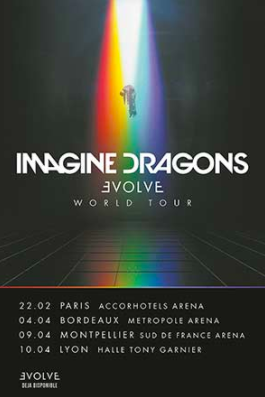 IMAGINE DRAGONS
EVOLVE
WORLD TOUR
22.02 PARIS ACCORHOTELS ARENA
04.04 BORDEAUX METROPOLE ARENA
09.04 MONTPELLIER SUD DE FRANCE ARENA
10.04 LYON HALLE TONY GARNIER
EVOLVE
DEJA DISPONIBLE